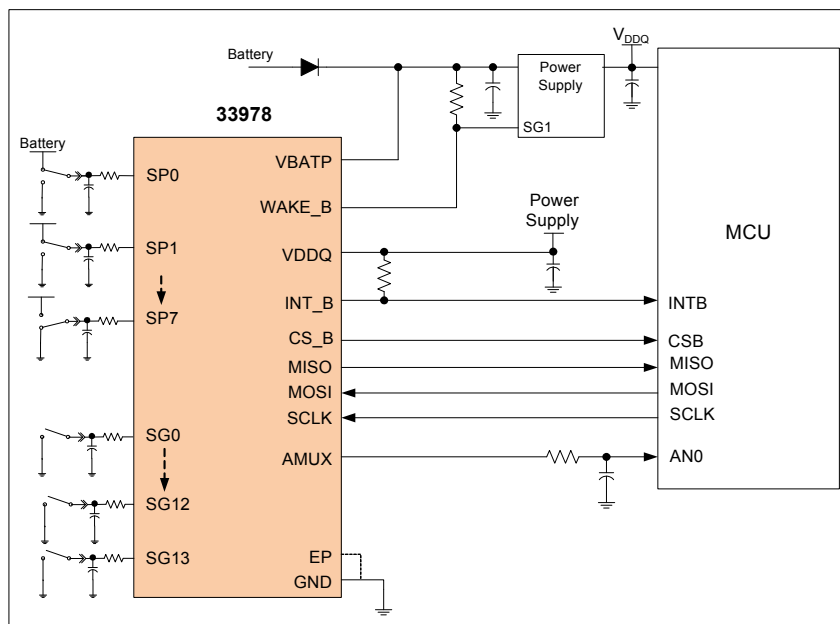 V_DDQ
Battery
Power
Supply
33978
SG1
Battery
VBATP
SP0
WAKE_B
Power
Supply
MCU
SP1
VDDQ
INT_B
INTB
SP7
CS_B
CSB
MISO
MISO
MOSI
MOSI
SCLK
SCLK
SG0
AMUX
AN0
SG12
SG13
EP
GND